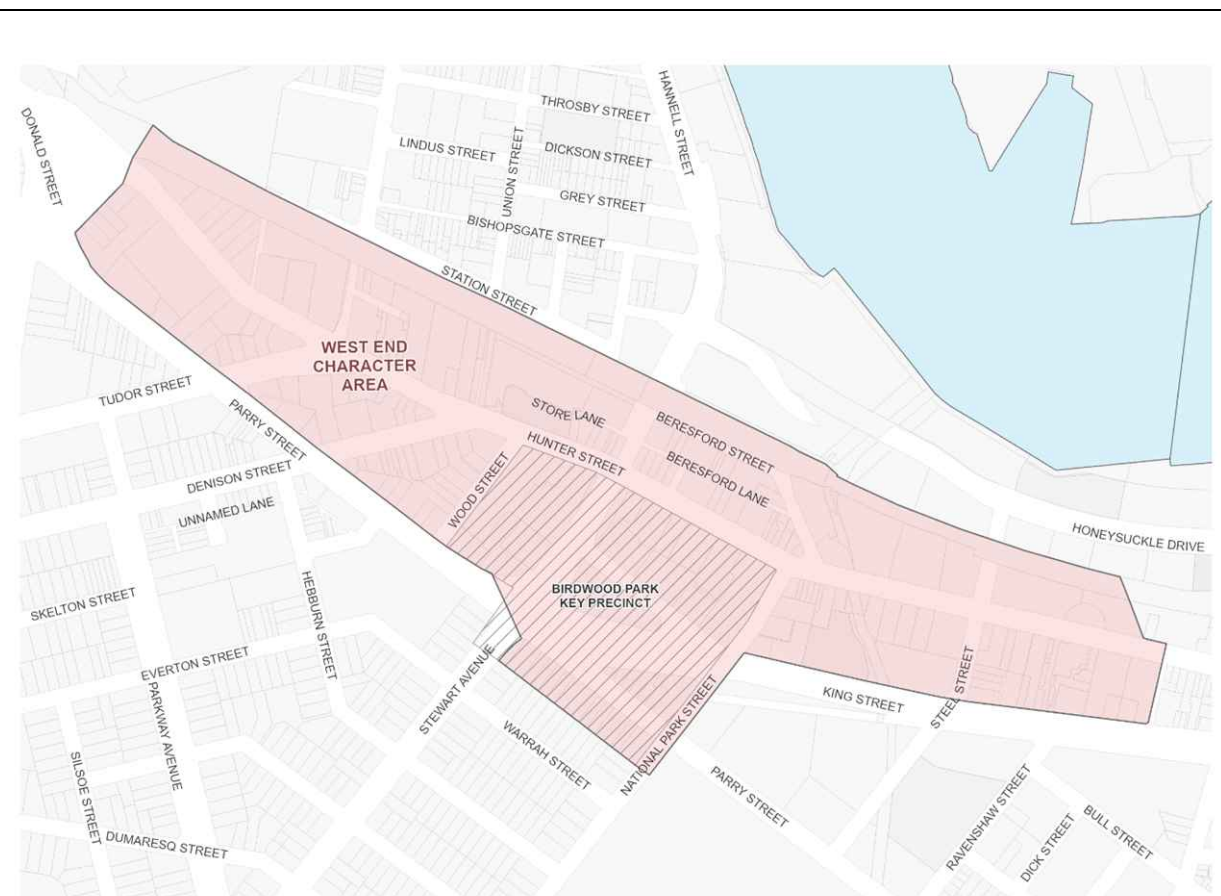 THROSBY STREET
HANNELL STREET
DONALD STREET
LINDUS STREET
UNION STREET
DICKSON STREET
GREY STREET
BISHOPSGATE STREET
STATION STREET
WEST END
CHARACTER
AREA
TUDOR STREET
PARRY STREET
STORE LANE
BERESFORD STREET
HUNTER STREET
BERESFORD LANE
WOOD STREET
DENISON STREET
UNNAMED LANE
HONEYSUCKLE DRIVE
SKELTON STREET
HEBBURN STREET
BIRDWOOD PARK
KEY PRECINCT
EVERTON STREET
PARKWAY AVENUE
STEWART AVENUE
KING STREET
STEEL STREET
NATIONAL PARK STREET
WARRAH STREET
SILSOE STREET
PARRY STREET
RAVENSHAW STREET
BULL STREET
DICK STREET
DUMARESQ STREET